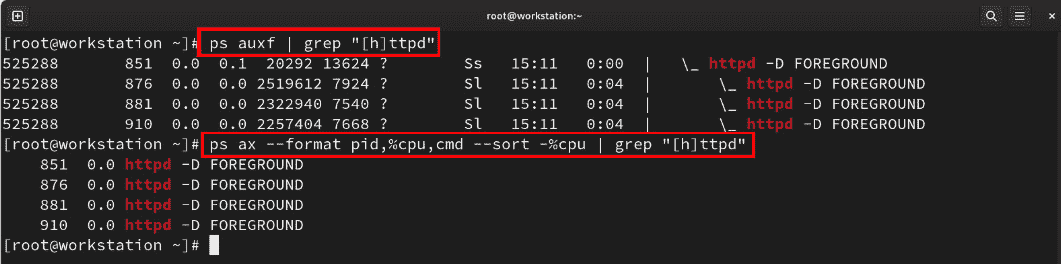 root@workstation:~
[root@workstation ~]# ps auxf | grep "[h]ttpd"
525288 851 0.0 0.1 20292 13624 ? Ss 15:11 0:00 | \_ httpd -D FOREGROUND
525288 876 0.0 0.0 2519612 7924 ? Sl 15:11 0:04 | \_ httpd -D FOREGROUND
525288 881 0.0 0.0 2322940 7540 ? Sl 15:11 0:04 | \_ httpd -D FOREGROUND
525288 910 0.0 0.0 2257404 7668 ? Sl 15:11 0:04 | \_ httpd -D FOREGROUND
[root@workstation ~]# ps ax --format pid,%cpu,cmd --sort -%cpu | grep "[h]ttpd"
851 0.0 httpd -D FOREGROUND
876 0.0 httpd -D FOREGROUND
881 0.0 httpd -D FOREGROUND
910 0.0 httpd -D FOREGROUND
[root@workstation ~]#